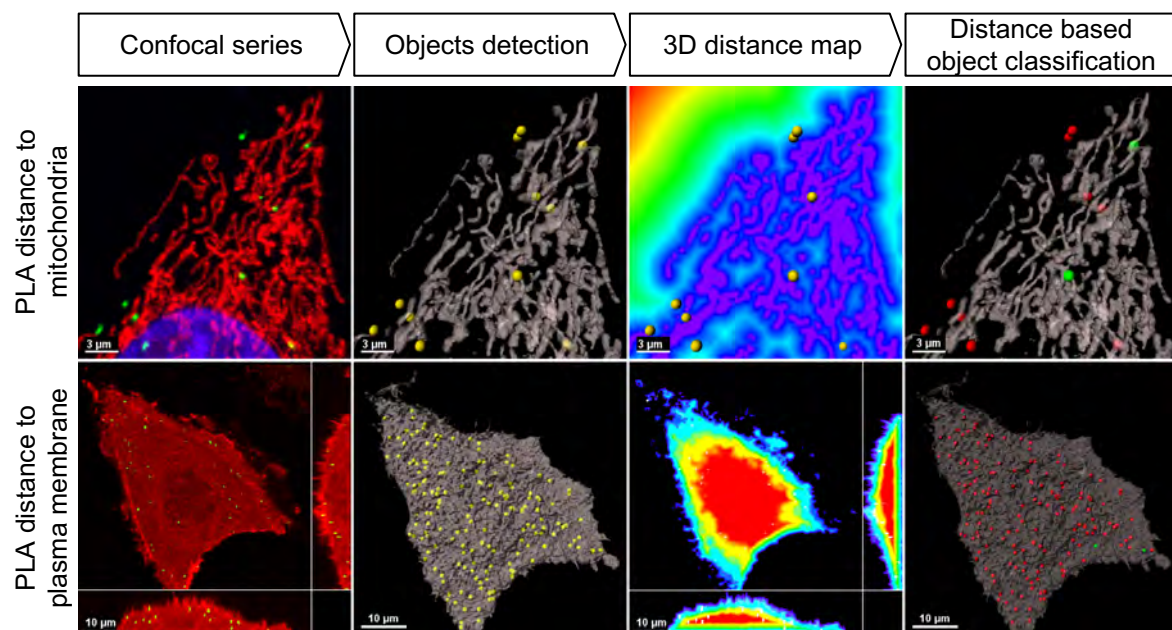 Confocal series
Objects detection
3D distance map
Distance based
object classification
PLA distance to
mitochondria
3 µm
3 µm
3 µm
3 µm
PLA distance to
plasma membrane
10 µm
10 µm
10 µm
10 µm